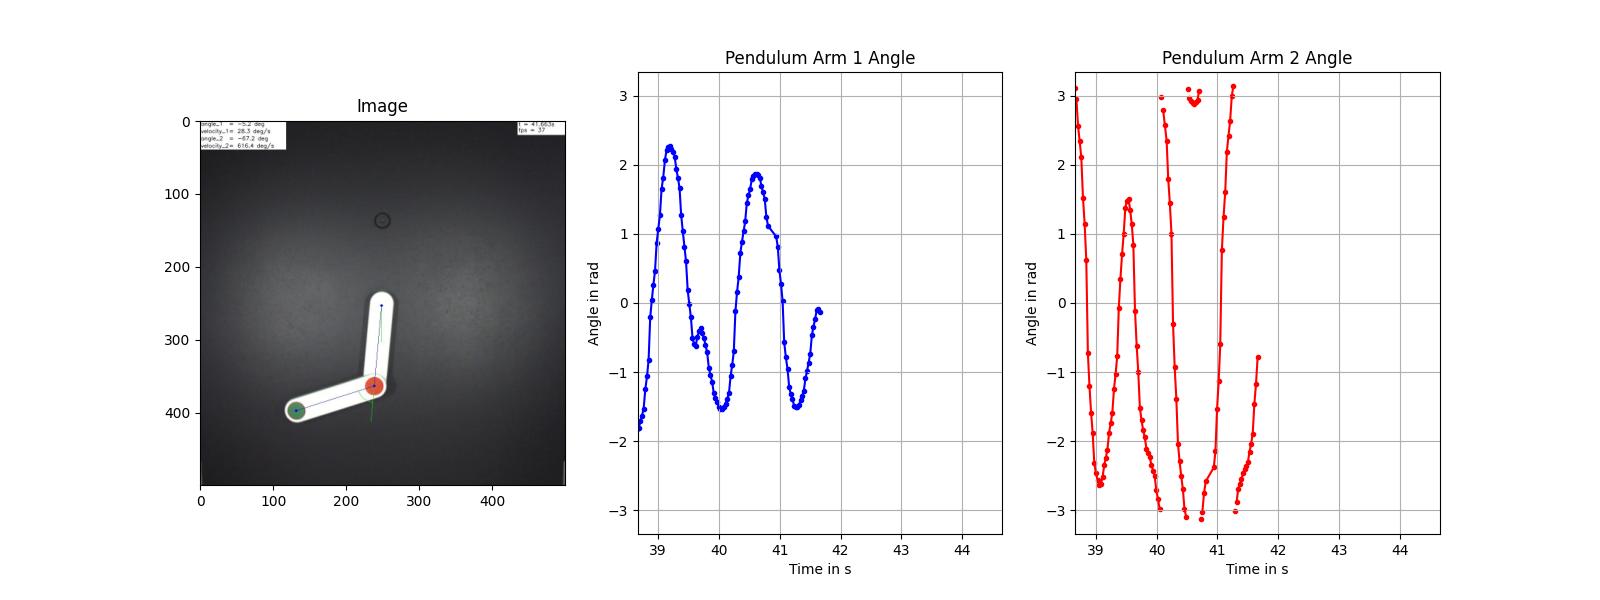 Image
angle_1 = -5.2 deg
velocity_1= 28.3 deg/s
angle_2 = -67.2 deg
velocity_2= 616.4 deg/s
t = 41.663s
fps = 37
0
100
200
300
400
0 100 200 300 400
Pendulum Arm 1 Angle
Angle in rad
3
2
1
0
−1
−2
−3
39 40 41 42 43 44
Time in s
Pendulum Arm 2 Angle
Angle in rad
3
2
1
0
−1
−2
−3
39 40 41 42 43 44
Time in s